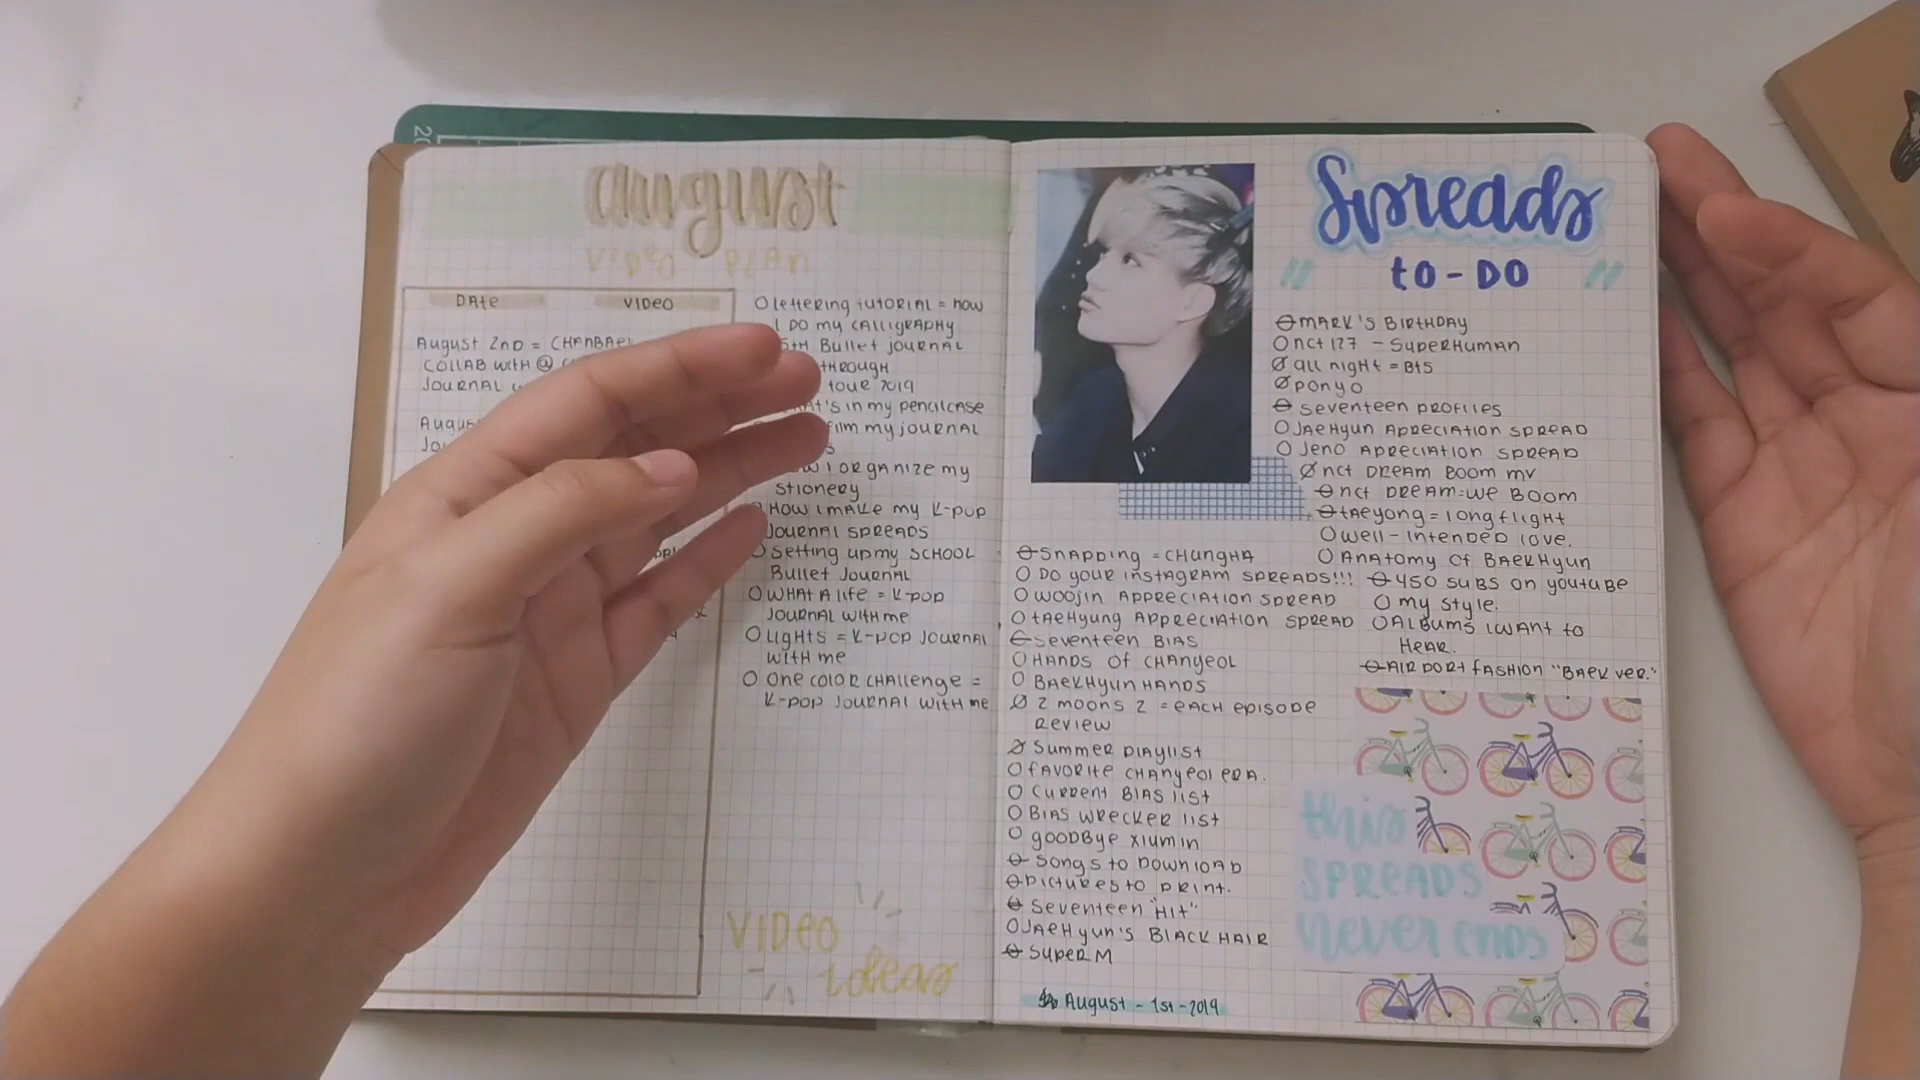 20
August
VIDEO PLAN
DAte
VIDEO
August 2nD = CHAnBAek
COLLAB witH @
JOURNAL
Augus
Jou
O lettering tutoRIAL = How
I DO my CALLIgRAPHy
5tH Bullet journAL
tHROugH
touR 2019
WHAt's in my pencilcase
film my journAL
How I organize my
stionery
O How I make my K-pop
Journal spreads
O Setting up my SCHOOL
Bullet Journal
O WHAt A life = K-pop
Journal witH me
O Lights = K-pop Journal
witH me
O One color CHALLenge =
K-pop Journal witH me
VIDEO
ideas
Spreads
to-DO
O MARK'S BIRtHDAy
O nct 127 - SupeRHuman
O all nigHt = BtS
O ponyo
O Seventeen pROfiles
O JAeHyun AppReciAtion SpReAD
O Jeno AppReciAtion SpReAD
O nct DReAm Boom mv
O nct DReAm = We Boom
O tAeyong = long fligHt
O well-IntenDeD love.
O AnAtomy Of BAekHyun
O 450 suBs on youtuBe
O my style.
O ALBums I wAnt to
HeAR.
O AIRpoRt fASHion "BAek veR."
O SnApping = CHungHA
O DO youR instAgRAm SpReADS!!!
O woojin AppReciAtion SpReAD
O tAeHyung AppReciAtion SpReAD
O Seventeen BIAS
O HAnDs Of CHAnyeol
O BAekHyun HAnDS
O 2 moons 2 = eAcH episoDe
Review
O Summer plAylist
O fAvoRite CHAnyeol eRA.
O CuRRent BIAS list
O BIAS wRecker list
O gooDBye Xiumin
O Songs to DownloAD
O pictures to pRint.
O Seventeen "Hit"
O JAeHyun's BlACk HAIR
O SupeR M
tHis
SpReADS
never ends
August - 1st - 2019